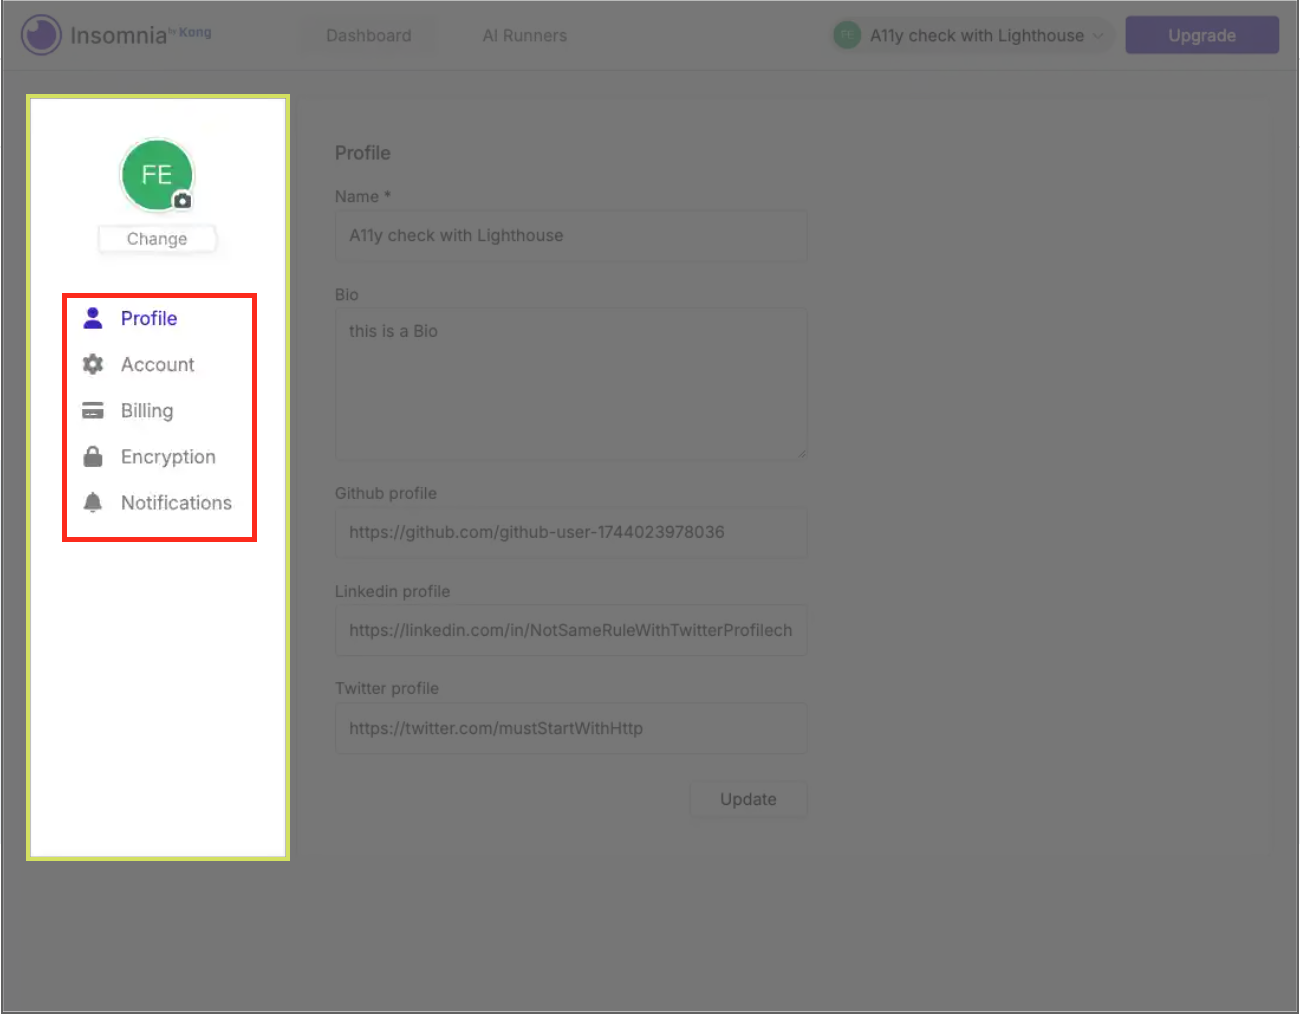 Insomnia by Kong
Dashboard
AI Runners
FE
A11y check with Lighthouse
Upgrade
FE
Change
Profile
Account
Billing
Encryption
Notifications
Profile
Name *
A11y check with Lighthouse
Bio
this is a Bio
Github profile
https://github.com/github-user-1744023978036
Linkedin profile
https://linkedin.com/in/NotSameRuleWithTwitterProfilech
Twitter profile
https://twitter.com/mustStartWithHttp
Update